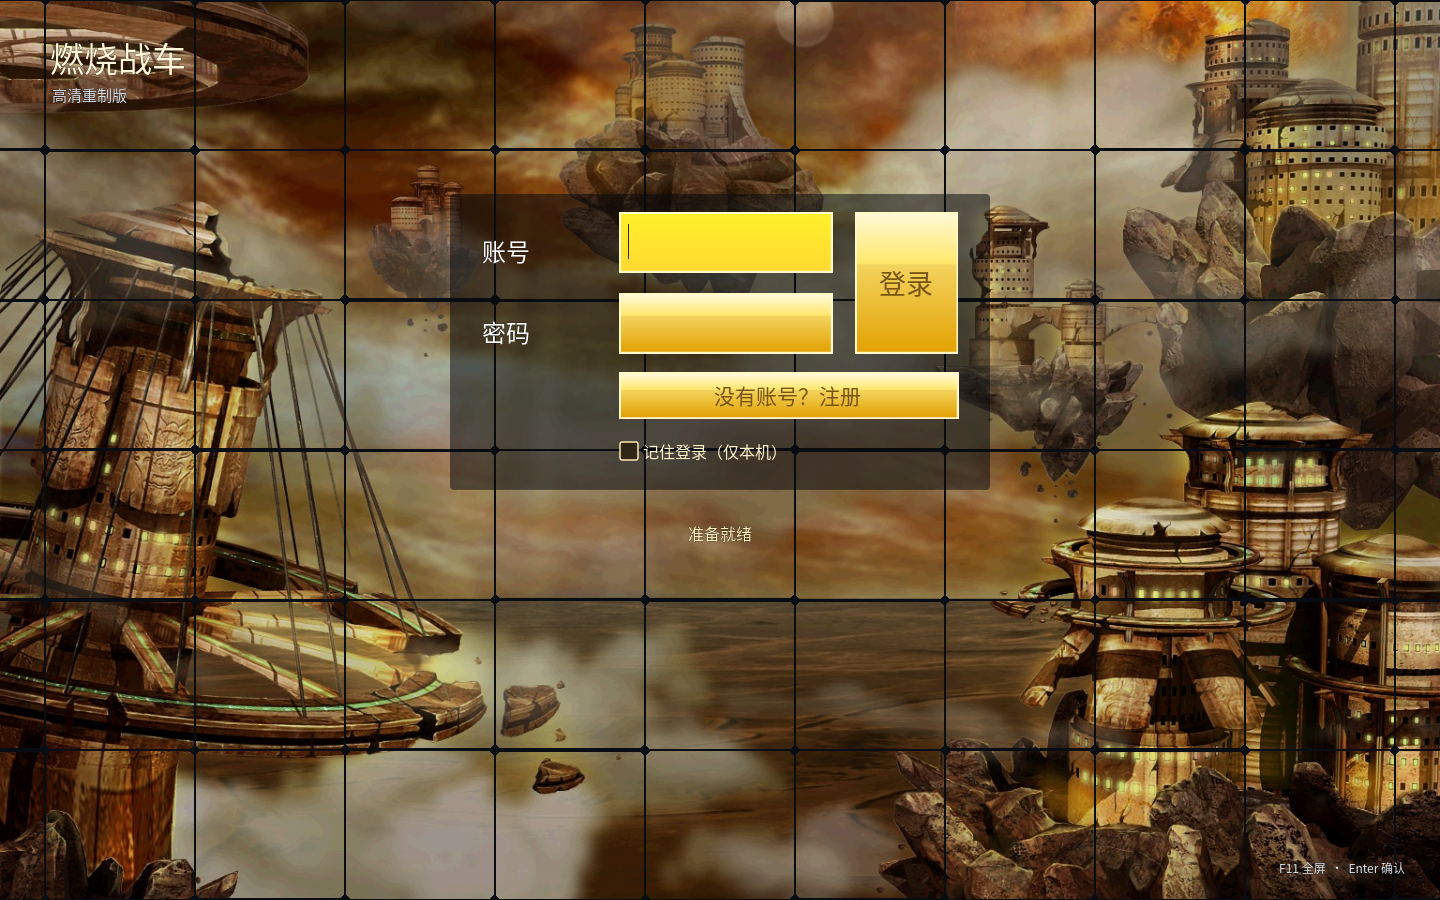 燃烧战车
高清重制版
账号
登录
密码
没有账号？注册
记住登录（仅本机）
准备就绪
F11 全屏 · Enter 确认